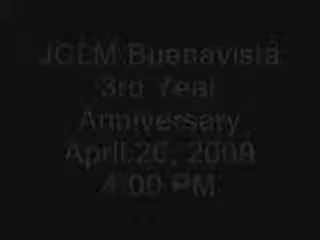 JCLM Buenavista
3rd Year
Anniversary
April 26, 2009
4:00 PM